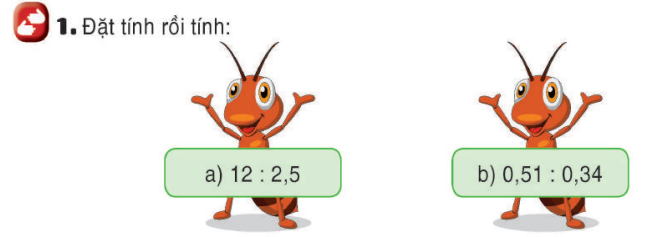 1. Đặt tính rồi tính:
a) 12 : 2,5
b) 0,51 : 0,34